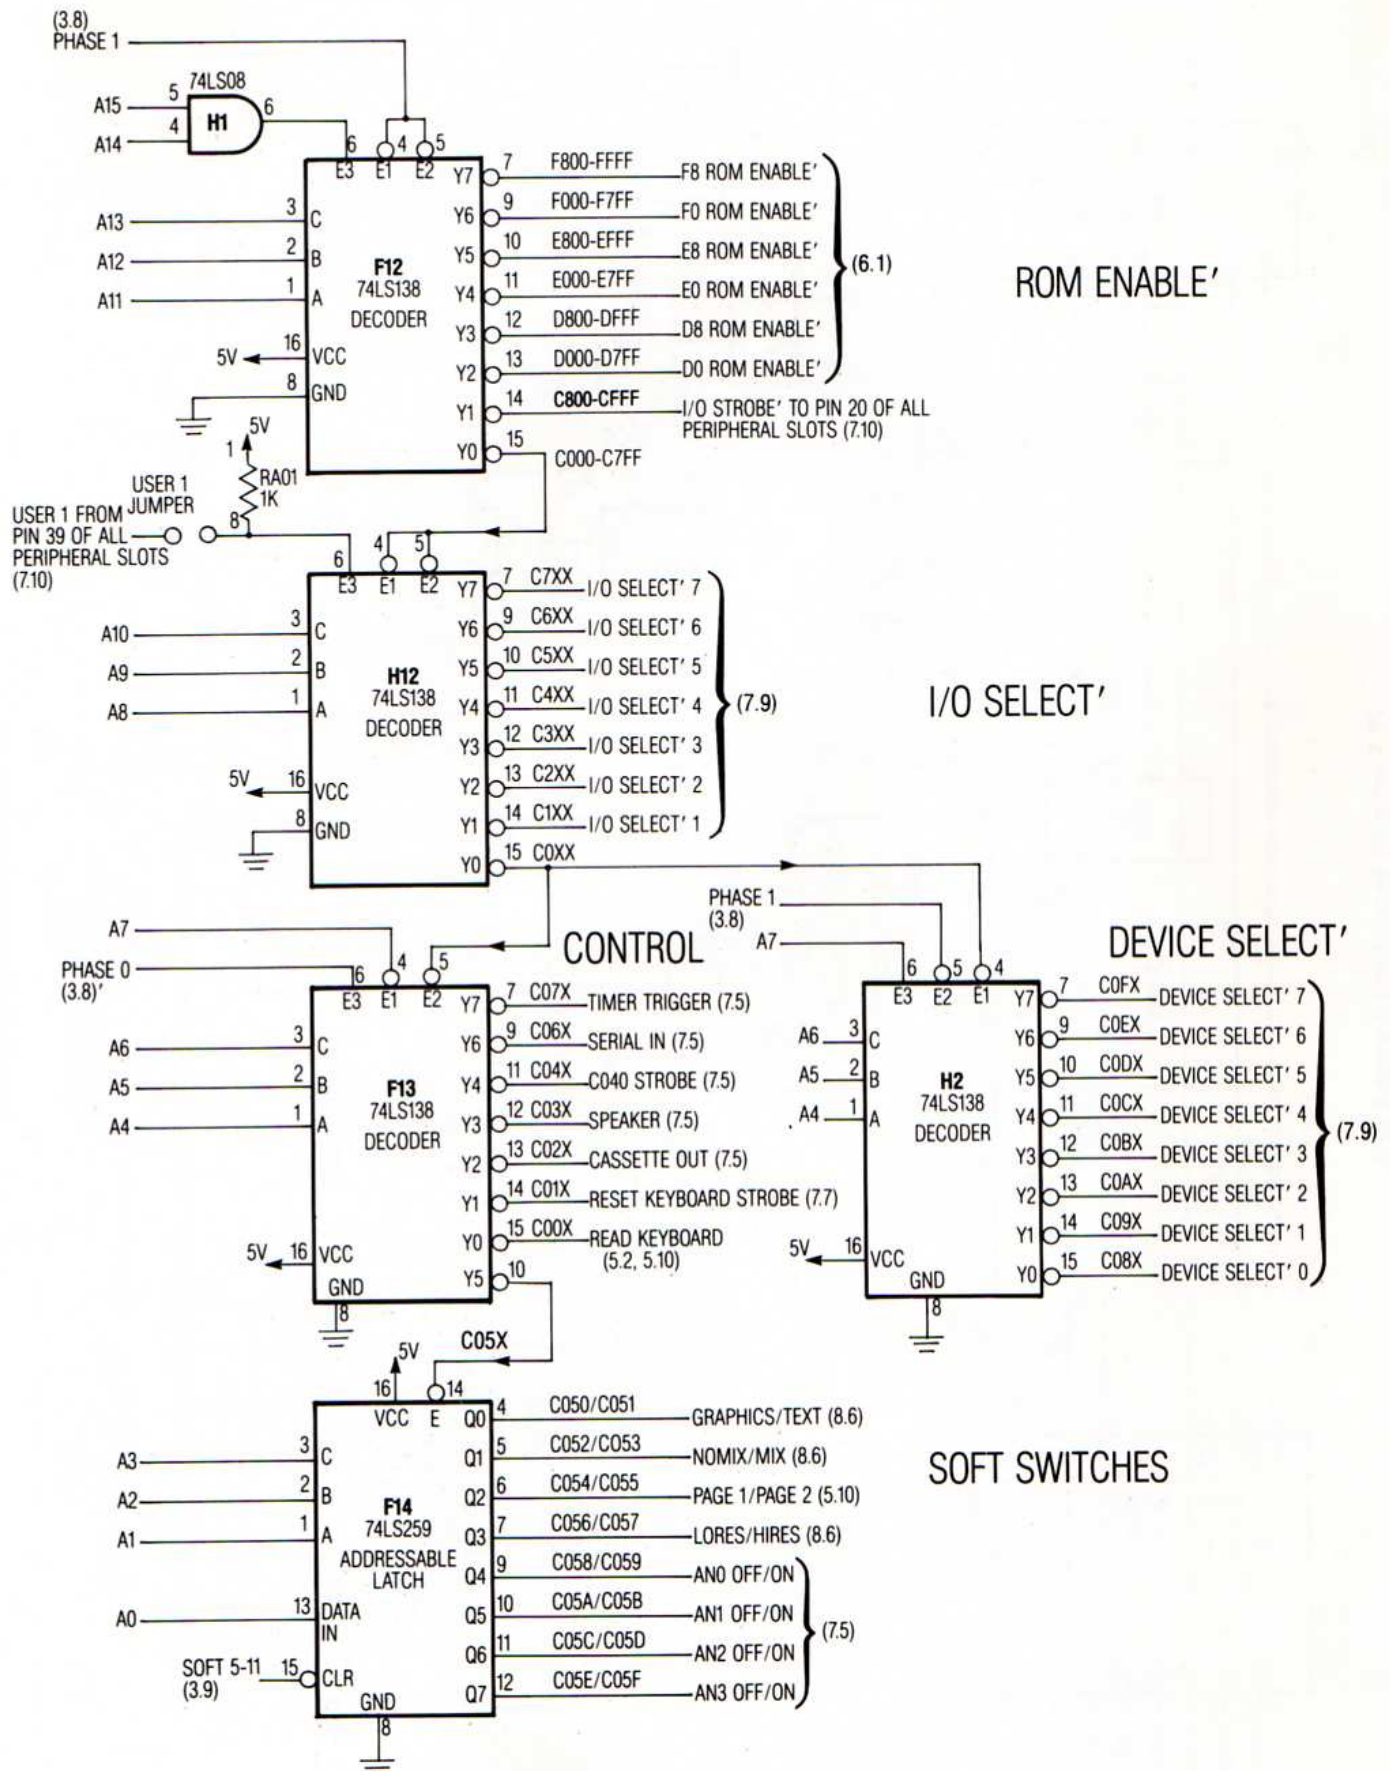 (3.8)
PHASE 1
74LS08
A15
5
H1
6
A14
4
6
4
5
E3
E1
E2
A13
3
C
A12
2
B
A11
1
A
F12
74LS138
DECODER
5V
16
VCC
8
GND
Y7
7
F800-FFFF
F8 ROM ENABLE'
Y6
9
F000-F7FF
F0 ROM ENABLE'
Y5
10
E800-EFFF
E8 ROM ENABLE'
Y4
11
E000-E7FF
E0 ROM ENABLE'
Y3
12
D800-DFFF
D8 ROM ENABLE'
Y2
13
D000-D7FF
D0 ROM ENABLE'
(6.1)
ROM ENABLE'
Y1
14
C800-CFFF
I/O STROBE' TO PIN 20 OF ALL
PERIPHERAL SLOTS (7.10)
Y0
15
C000-C7FF
5V
1
RA01
1K
8
USER 1
JUMPER
USER 1 FROM
PIN 39 OF ALL
PERIPHERAL SLOTS
(7.10)
6
4
5
E3
E1
E2
A10
3
C
A9
2
B
A8
1
A
H12
74LS138
DECODER
5V
16
VCC
8
GND
Y7
7
C7XX
I/O SELECT' 7
Y6
9
C6XX
I/O SELECT' 6
Y5
10
C5XX
I/O SELECT' 5
Y4
11
C4XX
I/O SELECT' 4
Y3
12
C3XX
I/O SELECT' 3
Y2
13
C2XX
I/O SELECT' 2
Y1
14
C1XX
I/O SELECT' 1
(7.9)
I/O SELECT'
Y0
15
C0XX
A7
PHASE 0
(3.8)'
CONTROL
6
4
5
E3
E1
E2
A6
3
C
A5
2
B
A4
1
A
F13
74LS138
DECODER
5V
16
VCC
GND
8
Y7
7
C07X
TIMER TRIGGER (7.5)
Y6
9
C06X
SERIAL IN (7.5)
Y4
11
C04X
C040 STROBE (7.5)
Y3
12
C03X
SPEAKER (7.5)
Y2
13
C02X
CASSETTE OUT (7.5)
Y1
14
C01X
RESET KEYBOARD STROBE (7.7)
Y0
15
C00X
READ KEYBOARD
(5.2, 5.10)
Y5
10
C05X
PHASE 1
(3.8)
A7
DEVICE SELECT'
6
5
4
E3
E2
E1
A6
3
C
A5
2
B
A4
1
A
H2
74LS138
DECODER
5V
16
VCC
GND
8
Y7
7
C0FX
DEVICE SELECT' 7
Y6
9
C0EX
DEVICE SELECT' 6
Y5
10
C0DX
DEVICE SELECT' 5
Y4
11
C0CX
DEVICE SELECT' 4
Y3
12
C0BX
DEVICE SELECT' 3
Y2
13
C0AX
DEVICE SELECT' 2
Y1
14
C09X
DEVICE SELECT' 1
Y0
15
C08X
DEVICE SELECT' 0
(7.9)
5V
16
VCC
14
E
A3
3
C
A2
2
B
A1
1
A
F14
74LS259
ADDRESSABLE
LATCH
A0
13
DATA
IN
SOFT 5-11
(3.9)
15
CLR
GND
8
Q0
4
C050/C051
GRAPHICS/TEXT (8.6)
Q1
5
C052/C053
NOMIX/MIX (8.6)
Q2
6
C054/C055
PAGE 1/PAGE 2 (5.10)
Q3
7
C056/C057
LORES/HIRES (8.6)
Q4
9
C058/C059
AN0 OFF/ON
Q5
10
C05A/C05B
AN1 OFF/ON
Q6
11
C05C/C05D
AN2 OFF/ON
Q7
12
C05E/C05F
AN3 OFF/ON
(7.5)
SOFT SWITCHES